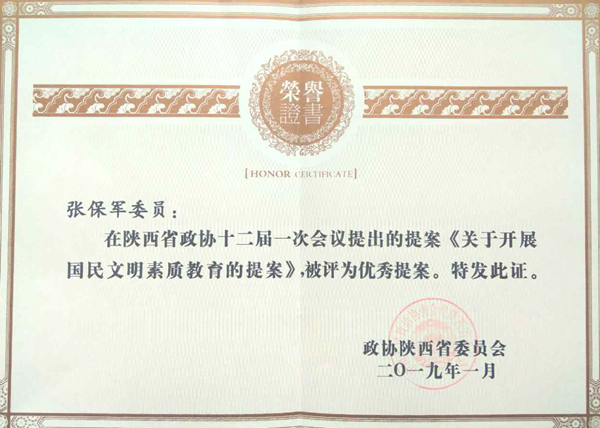 榮譽
證書
[HONOR CERTIFICATE]
张保军委员：
在陕西省政协十二届一次会议提出的提案《关于开展
国民文明素质教育的提案》，被评为优秀提案。特发此证。
政协陕西省委员会
二〇一九年一月